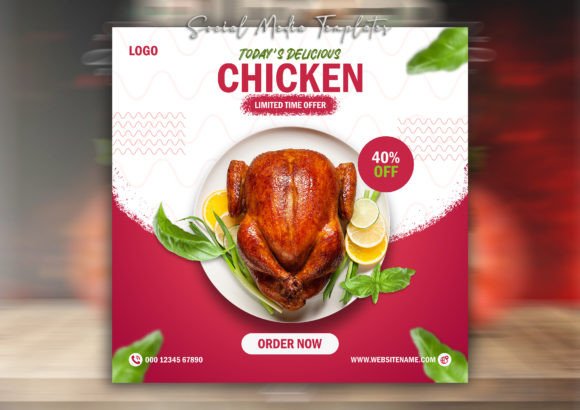 Social Media Templates
LOGO
TODAY'S DELICIOUS
CHICKEN
LIMITED TIME OFFER
40%
OFF
ORDER NOW
000 12345 67890
WWW.WEBSITENAME.COM